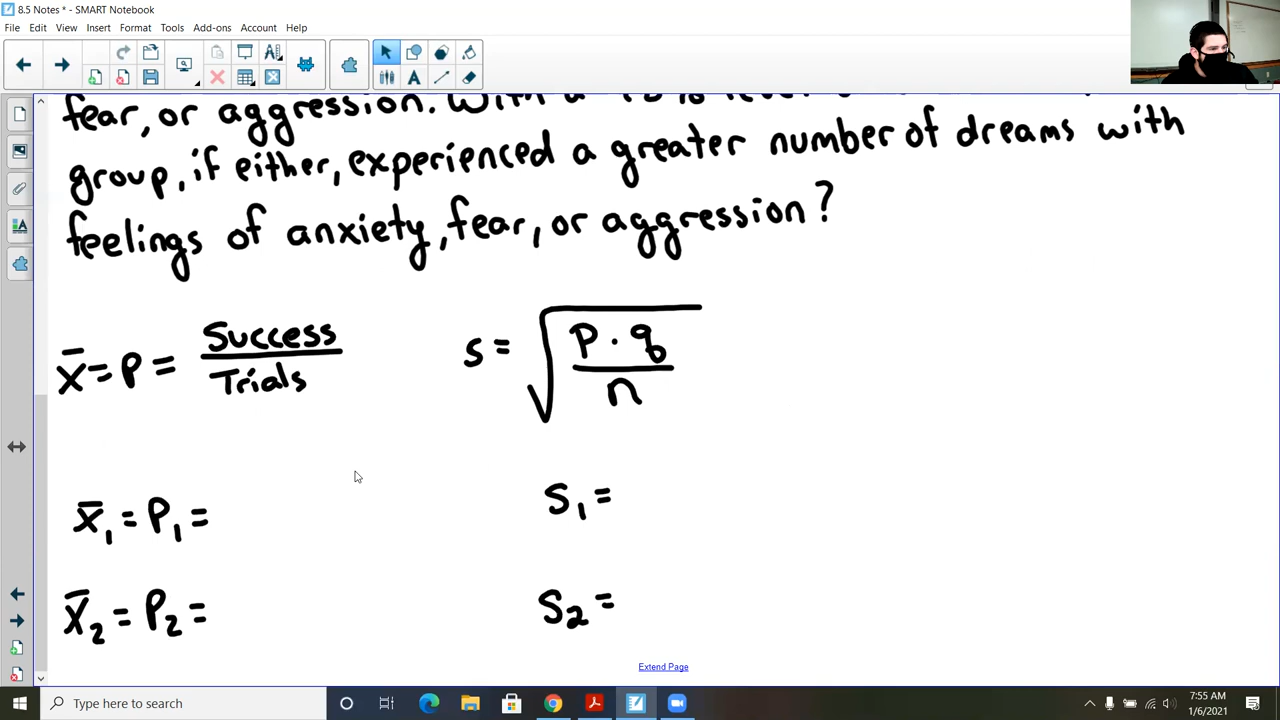 8.5 Notes * - SMART Notebook
File Edit View Insert Format Tools Add-ons Account Help
fear, or aggression. With a
group, if either, experienced a greater number of dreams with
feelings of anxiety, fear, or aggression?
x̄ = P = Success / Trials
s = √(P · q / n)
x̄₁ = P₁ =
S₁ =
x̄₂ = P₂ =
S₂ =
Extend Page
Type here to search
7:55 AM
1/6/2021